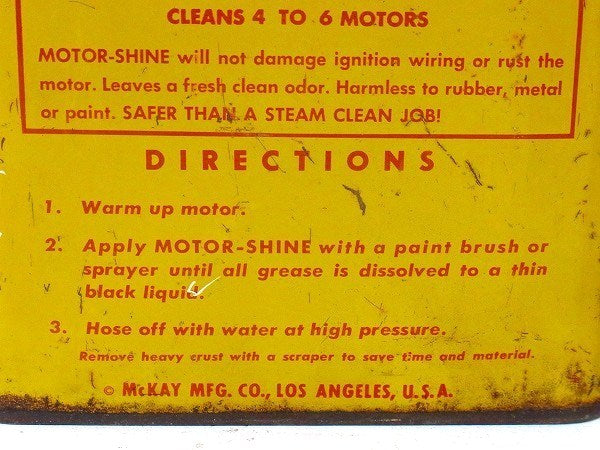 CLEANS 4 TO 6 MOTORS
MOTOR-SHINE will not damage ignition wiring or rust the
motor. Leaves a fresh clean odor. Harmless to rubber, metal
or paint. SAFER THAN A STEAM CLEAN JOB!
DIRECTIONS
1. Warm up motor.
2. Apply MOTOR-SHINE with a paint brush or
sprayer until all grease is dissolved to a thin
black liquid.
3. Hose off with water at high pressure.
Remove heavy crust with a scraper to save time and material.
© McKAY MFG. CO., LOS ANGELES, U.S.A.